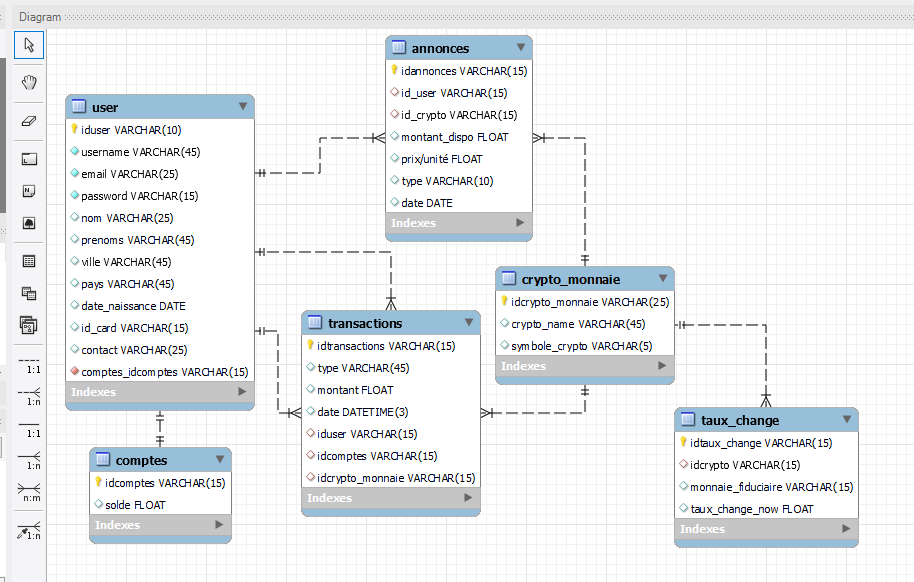 Diagram
annonces
idannonces VARCHAR(15)
id_user VARCHAR(15)
id_crypto VARCHAR(15)
montant_dispo FLOAT
prix/unité FLOAT
type VARCHAR(10)
date DATE
Indexes
user
iduser VARCHAR(10)
username VARCHAR(45)
email VARCHAR(25)
password VARCHAR(15)
nom VARCHAR(25)
prenoms VARCHAR(45)
ville VARCHAR(45)
pays VARCHAR(45)
date_naissance DATE
id_card VARCHAR(15)
contact VARCHAR(25)
comptes_idcomptes VARCHAR(15)
Indexes
crypto_monnaie
idcrypto_monnaie VARCHAR(25)
crypto_name VARCHAR(45)
symbole_crypto VARCHAR(5)
Indexes
transactions
idtransactions VARCHAR(15)
type VARCHAR(45)
montant FLOAT
date DATETIME(3)
iduser VARCHAR(15)
idcomptes VARCHAR(15)
idcrypto_monnaie VARCHAR(15)
Indexes
taux_change
idtaux_change VARCHAR(15)
idcrypto VARCHAR(15)
monnaie_fiduciaire VARCHAR(15)
taux_change_now FLOAT
Indexes
comptes
idcomptes VARCHAR(15)
solde FLOAT
Indexes
1:1
1:n
1:1
1:n
n:m
1:n